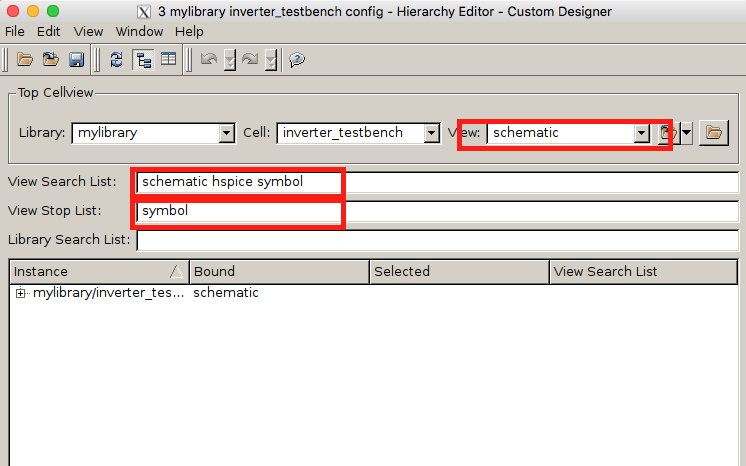 3 mylibrary inverter_testbench config - Hierarchy Editor - Custom Designer
File Edit View Window Help
Top Cellview
Library: mylibrary Cell: inverter_testbench View: schematic
View Search List: schematic hspice symbol
View Stop List: symbol
Library Search List:
Instance Bound Selected View Search List
mylibrary/inverter_tes... schematic